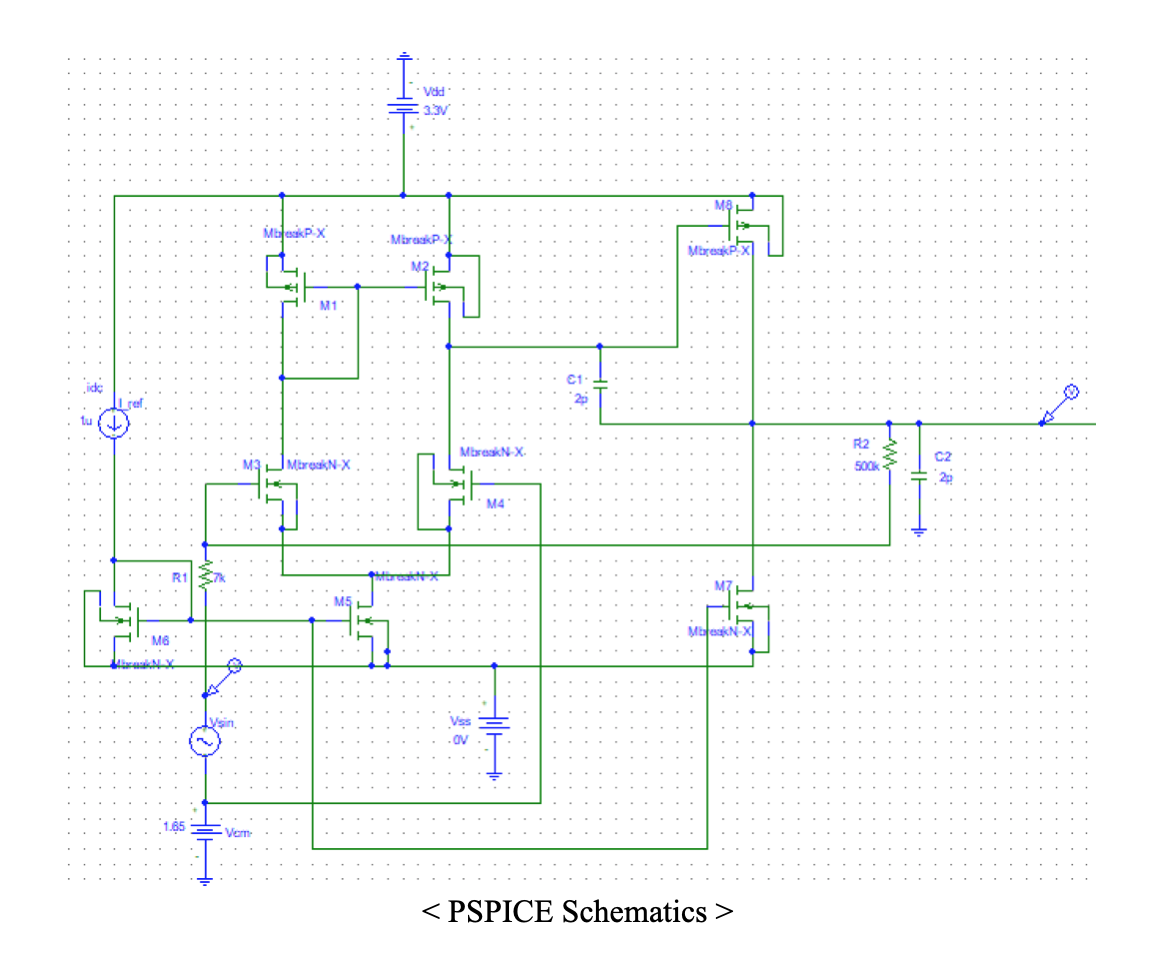 Vdd
3.3V
-
+
M8
MbreakP-X
MbreakP-X
MbreakP-X
M2
M1
idc
I_ref
1u
C1
2p
R2
500k
C2
2p
M3
MbreakN-X
MbreakN-X
M4
R1
7k
MbreakN-X
M5
M7
MbreakN-X
M6
MbreakN-X
V
V
Vsin
+
Vss
0V
+
-
1.65
Vcm
+
-
< PSPICE Schematics >